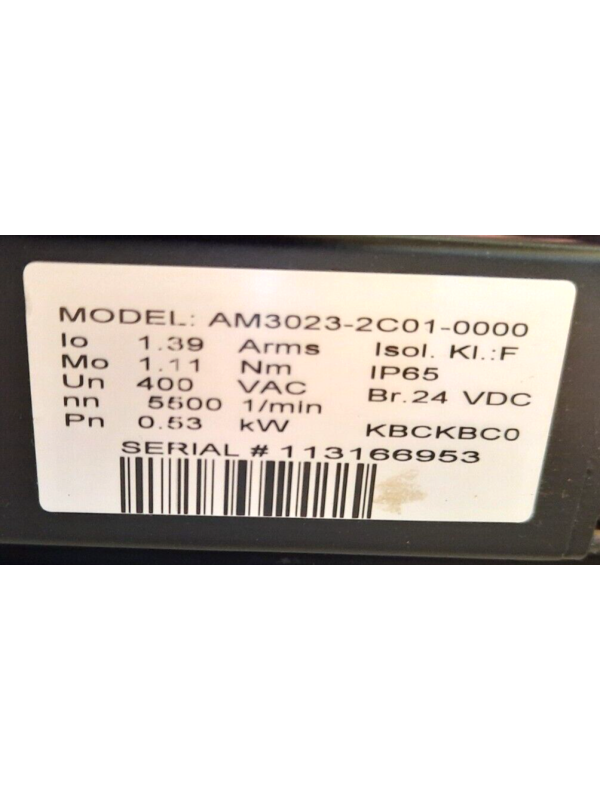 MODEL: AM3023-2C01-0000
Io 1.39 Arms Isol. Kl.:F
Mo 1.11 Nm IP65
Un 400 VAC Br.24 VDC
nn 5500 1/min
Pn 0.53 kW KBCKBC0
SERIAL # 113166953